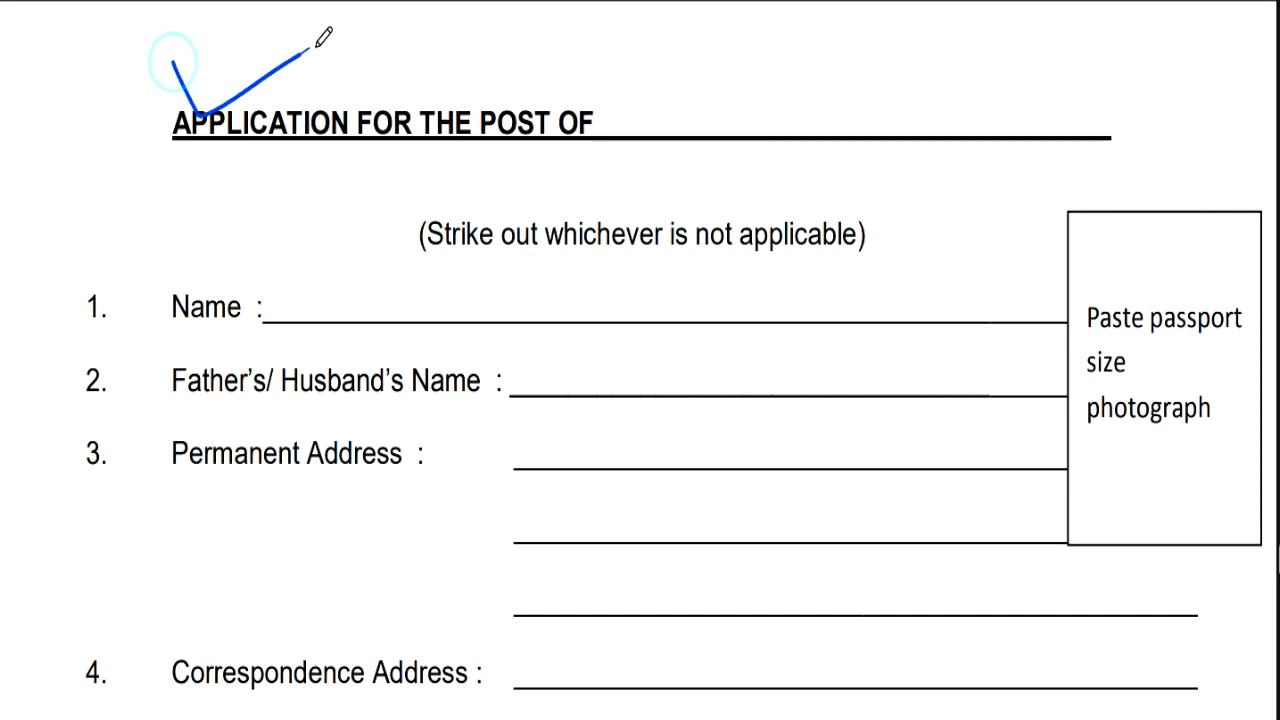 APPLICATION FOR THE POST OF
(Strike out whichever is not applicable)
1. Name :
2. Father's/ Husband's Name :
3. Permanent Address :
Paste passport
size
photograph
4. Correspondence Address :